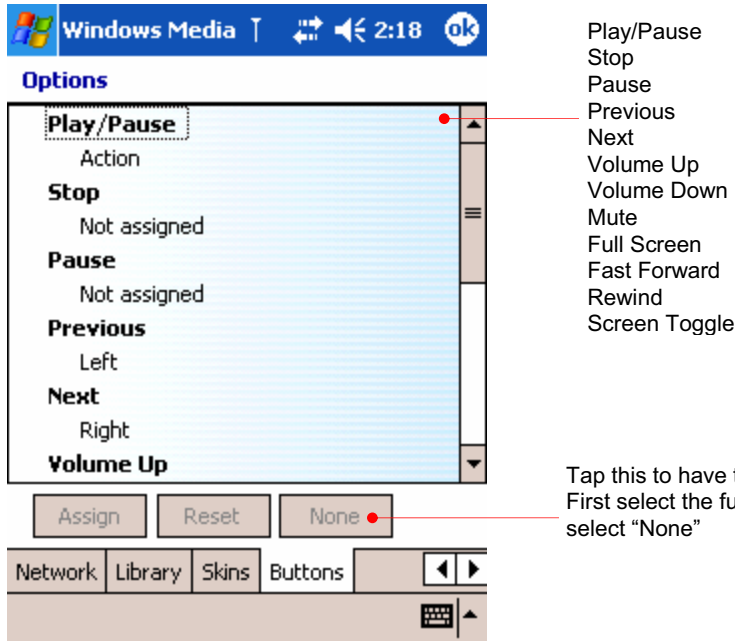 Windows Media 2:18 ok
Options
Play/Pause
Action
Stop
Not assigned
Pause
Not assigned
Previous
Left
Next
Right
Volume Up
Assign Reset None
Network Library Skins Buttons
Play/Pause
Stop
Pause
Previous
Next
Volume Up
Volume Down
Mute
Full Screen
Fast Forward
Rewind
Screen Toggle
Tap this to have
First select the
select “None”